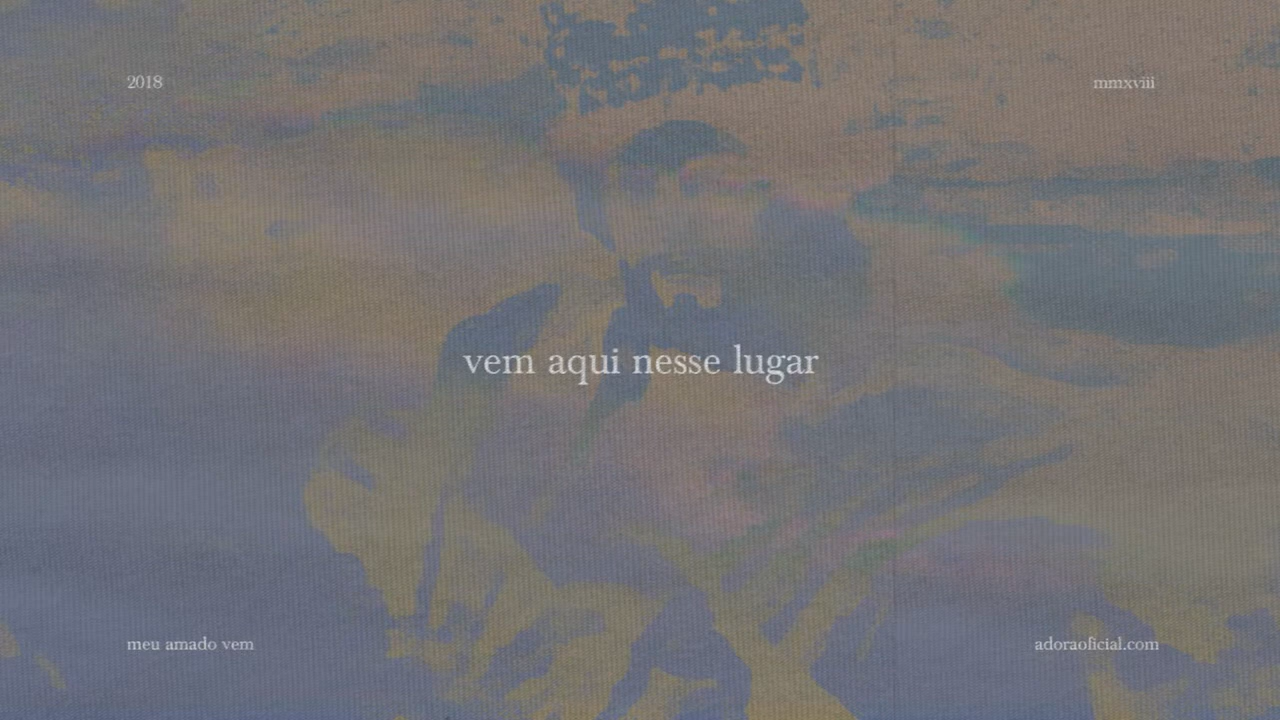 2018
mmxviii
vem aqui nesse lugar
meu amado vem
adoraoficial.com